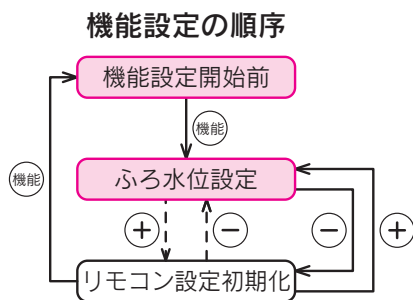 機能設定の順序
機能設定開始前
機能
機能
ふろ水位設定
+
−
−
+
リモコン設定初期化